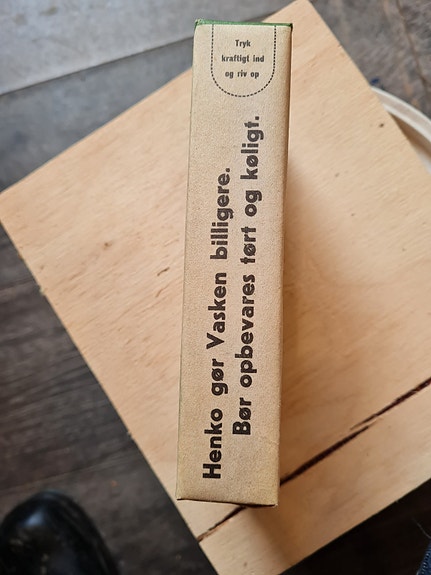 Tryk
kraftigt ind
og riv op
Henko gør Vasken billigere.
Bør opbevares tørt og køligt.